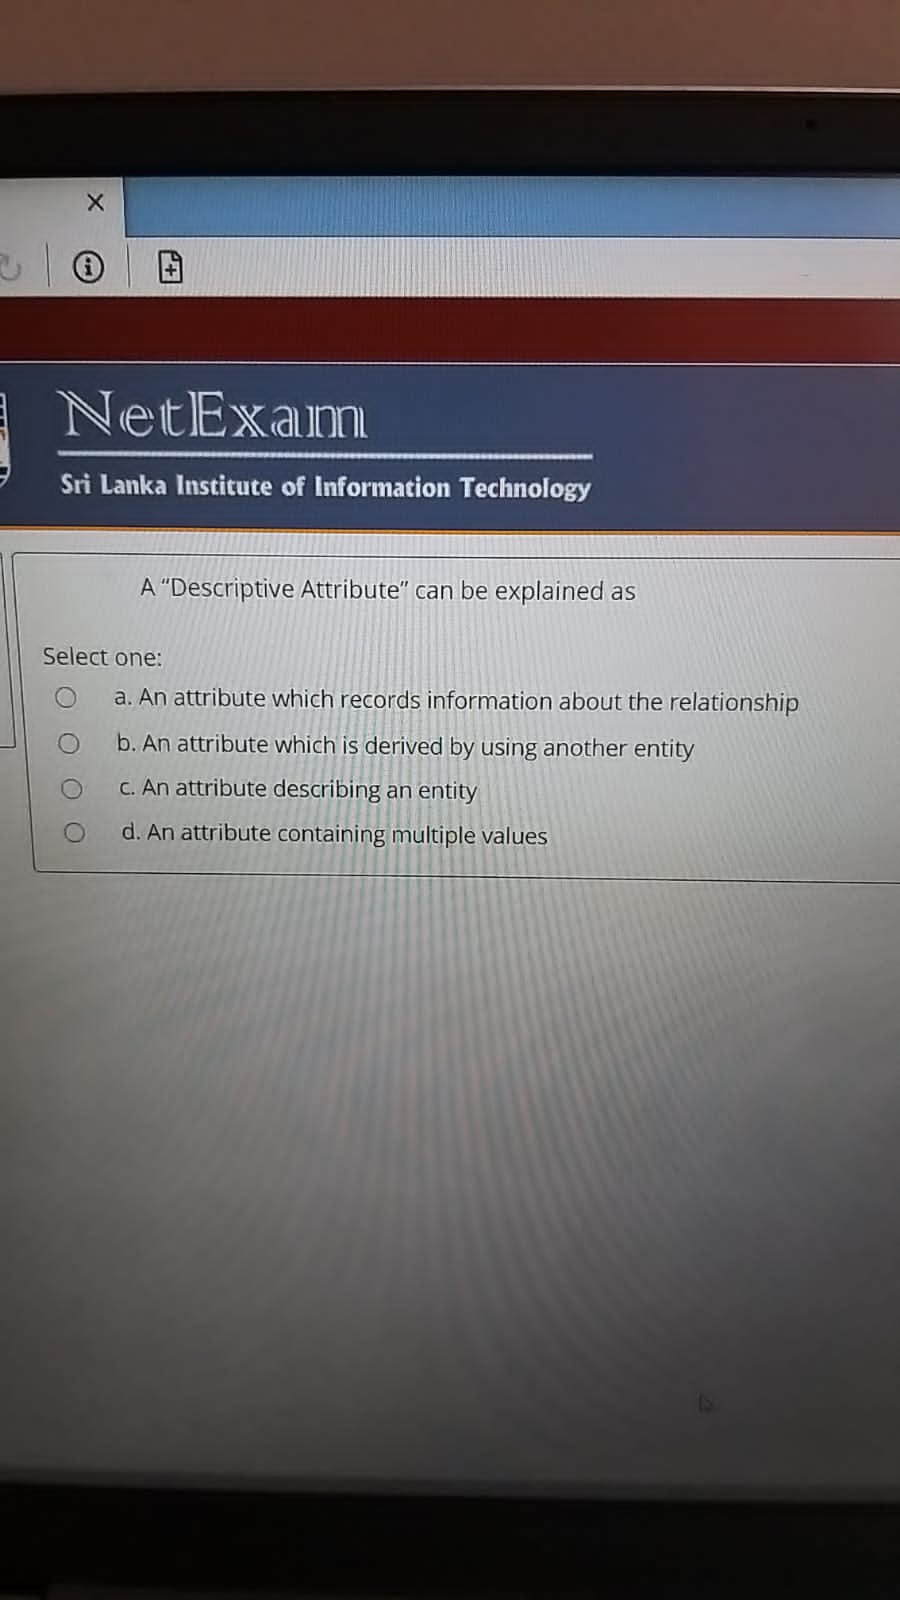 NetExam
Sri Lanka Institute of Information Technology
A “Descriptive Attribute” can be explained as
Select one:
a. An attribute which records information about the relationship
b. An attribute which is derived by using another entity
c. An attribute describing an entity
d. An attribute containing multiple values